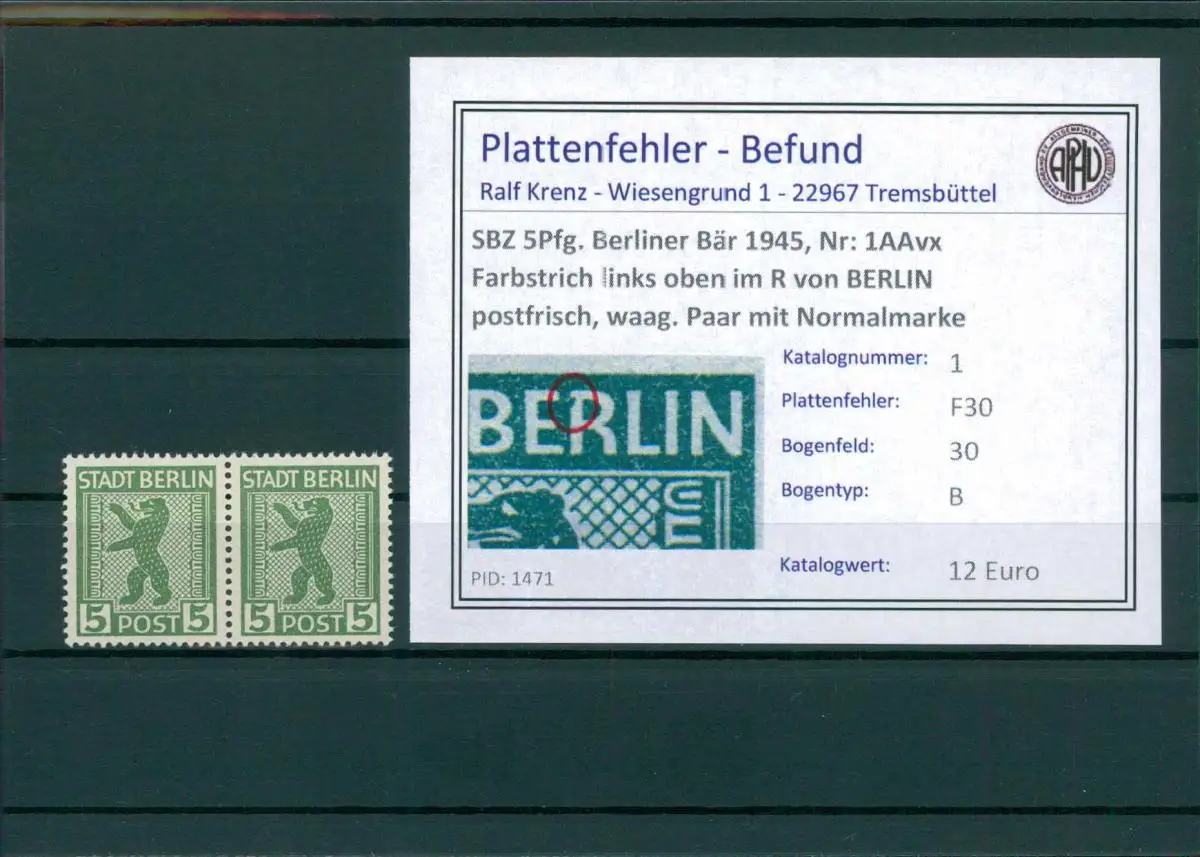 STADT BERLIN STADT BERLIN
5 POST 5 5 POST 5
Plattenfehler - Befund
Ralf Krenz - Wiesengrund 1 - 22967 Tremsbüttel
APHV
SBZ 5Pfg. Berliner Bär 1945, Nr: 1AAvx
Farbstrich links oben im R von BERLIN
postfrisch, waag. Paar mit Normalmarke
BERLIN
Katalognummer: 1
Plattenfehler: F30
Bogenfeld: 30
Bogentyp: B
PID: 1471
Katalogwert: 12 Euro